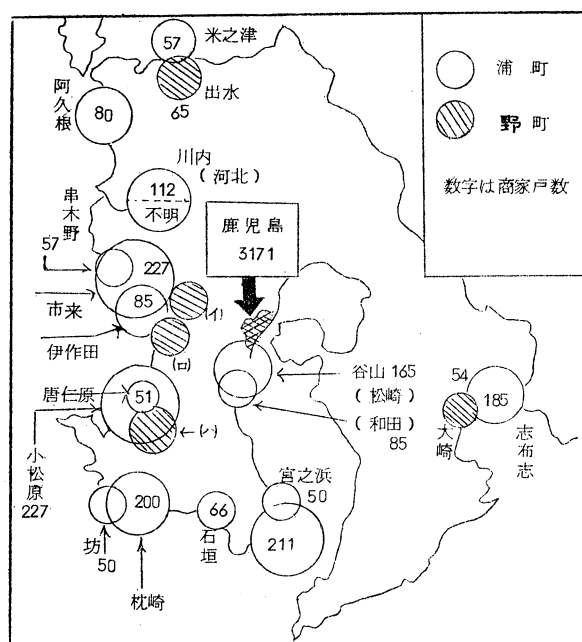 57
米之津
出水
65
阿久根
80
川内
(河北)
112
不明
串木野
57
227
市来
85
(イ)
伊作田
(ロ)
鹿児島
3171
唐仁原
51
(ハ)
小松原
227
谷山 165
(松崎)
(和田)
85
54
185
大崎
志布志
宮之浜
50
211
66
石垣
200
坊
50
枕崎
浦町
野町
数字は商家戸数